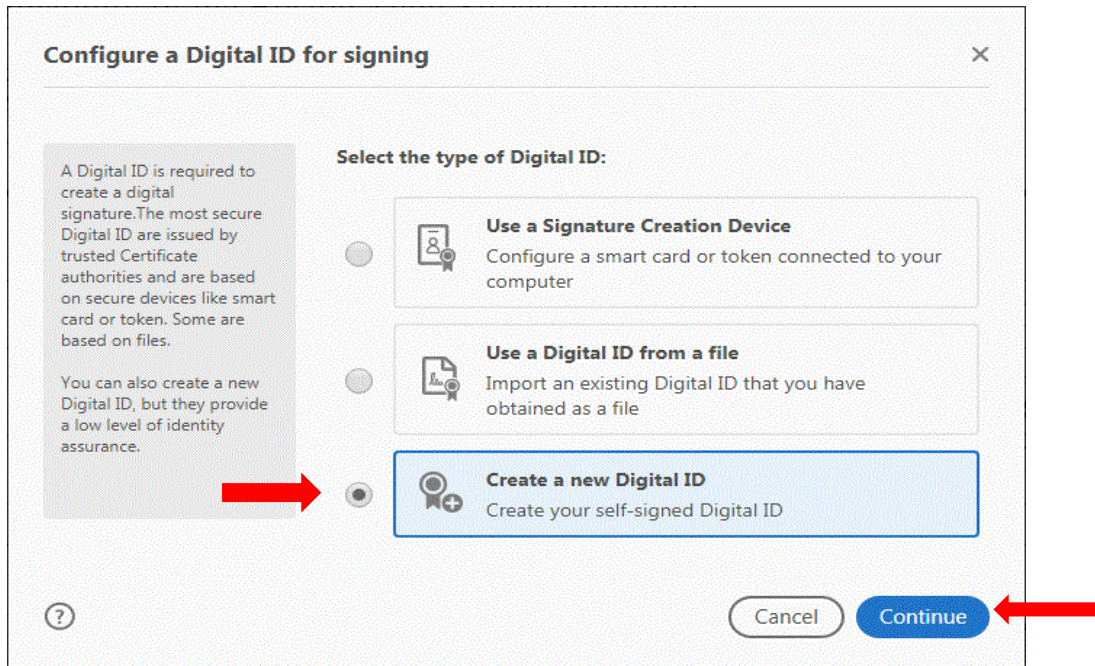 Configure a Digital ID for signing
A Digital ID is required to
create a digital
signature.The most secure
Digital ID are issued by
trusted Certificate
authorities and are based
on secure devices like smart
card or token. Some are
based on files.
You can also create a new
Digital ID, but they provide
a low level of identity
assurance.
Select the type of Digital ID:
Use a Signature Creation Device
Configure a smart card or token connected to your
computer
Use a Digital ID from a file
Import an existing Digital ID that you have
obtained as a file
Create a new Digital ID
Create your self-signed Digital ID
?
Cancel
Continue